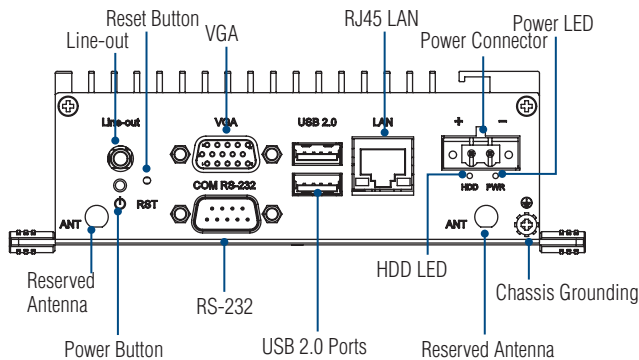 Reset Button
Line-out
VGA
RJ45 LAN
Power LED
Power Connector
Line-out
VGA
USB 2.0
LAN
+
-
COM RS-232
HDD
PWR
RST
ANT
ANT
Reserved
Antenna
RS-232
HDD LED
Chassis Grounding
Power Button
USB 2.0 Ports
Reserved Antenna